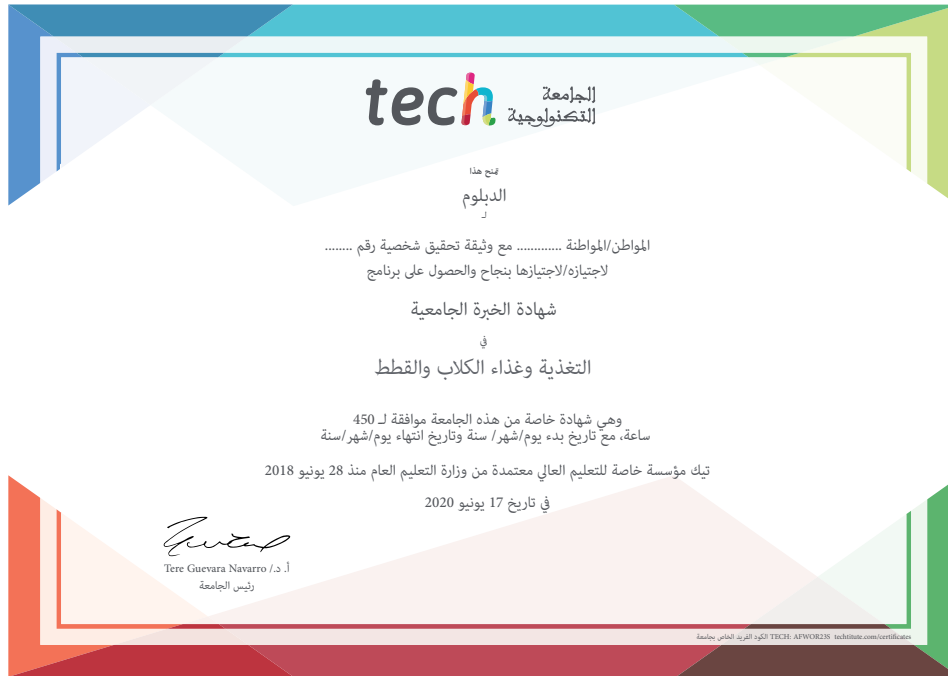 tech الجامعة
التكنولوجية
تمنح هذا
الدبلوم
لـ
المواطن/المواطنة ............. مع وثيقة تحقيق شخصية رقم ........
لاجتيازه/لاجتيازها بنجاح والحصول على برنامج
شهادة الخبرة الجامعية
في
التغذية وغذاء الكلاب والقطط
وهي شهادة خاصة من هذه الجامعة موافقة لـ 450
ساعة، مع تاريخ بدء يوم/شهر/ سنة وتاريخ انتهاء يوم/شهر/سنة
تيك مؤسسة خاصة للتعليم العالي معتمدة من وزارة التعليم العام منذ 28 يونيو 2018
في تاريخ 17 يونيو 2020
أ. د./ Tere Guevara Navarro
رئيس الجامعة
الكود الفريد الخاص بجامعة TECH: AFWOR23S techtitute.com/certificates